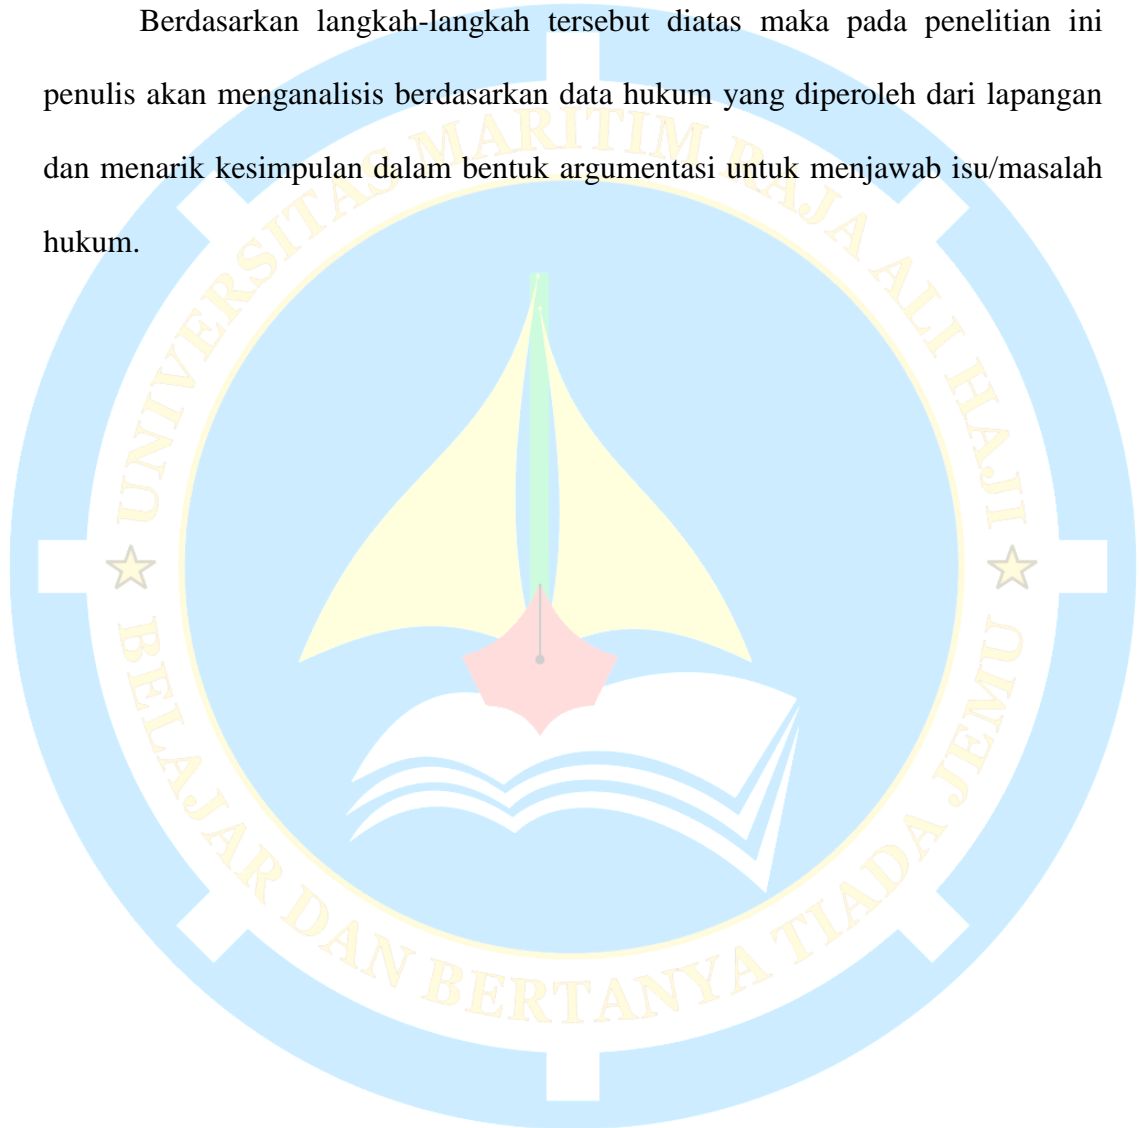 Berdasarkan langkah-langkah tersebut diatas maka pada penelitian ini
penulis akan menganalisis berdasarkan data hukum yang diperoleh dari lapangan
dan menarik kesimpulan dalam bentuk argumentasi untuk menjawab isu/masalah
hukum.
UNIVERSITAS MARITIM RAJA ALI HAJI
BELAJAR DAN BERTANYA TIADA JEMU